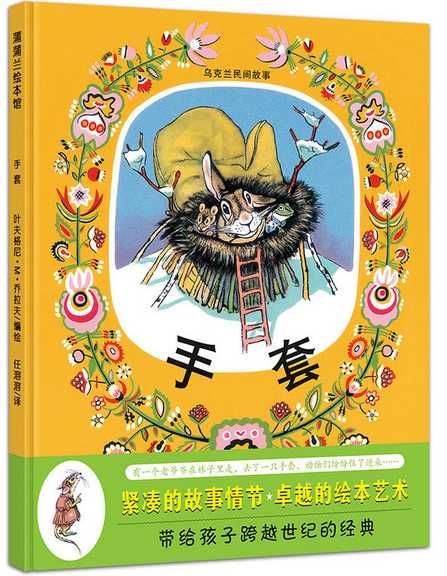 蒲蒲兰绘本馆
手套
叶夫格尼·M·乔拉夫/编绘
任溶溶/译
乌克兰民间故事
手套
有一个老爷爷在林子里走，丢了一只手套，动物们纷纷住了进来……
紧凑的故事情节·卓越的绘本艺术
带给孩子跨越世纪的经典